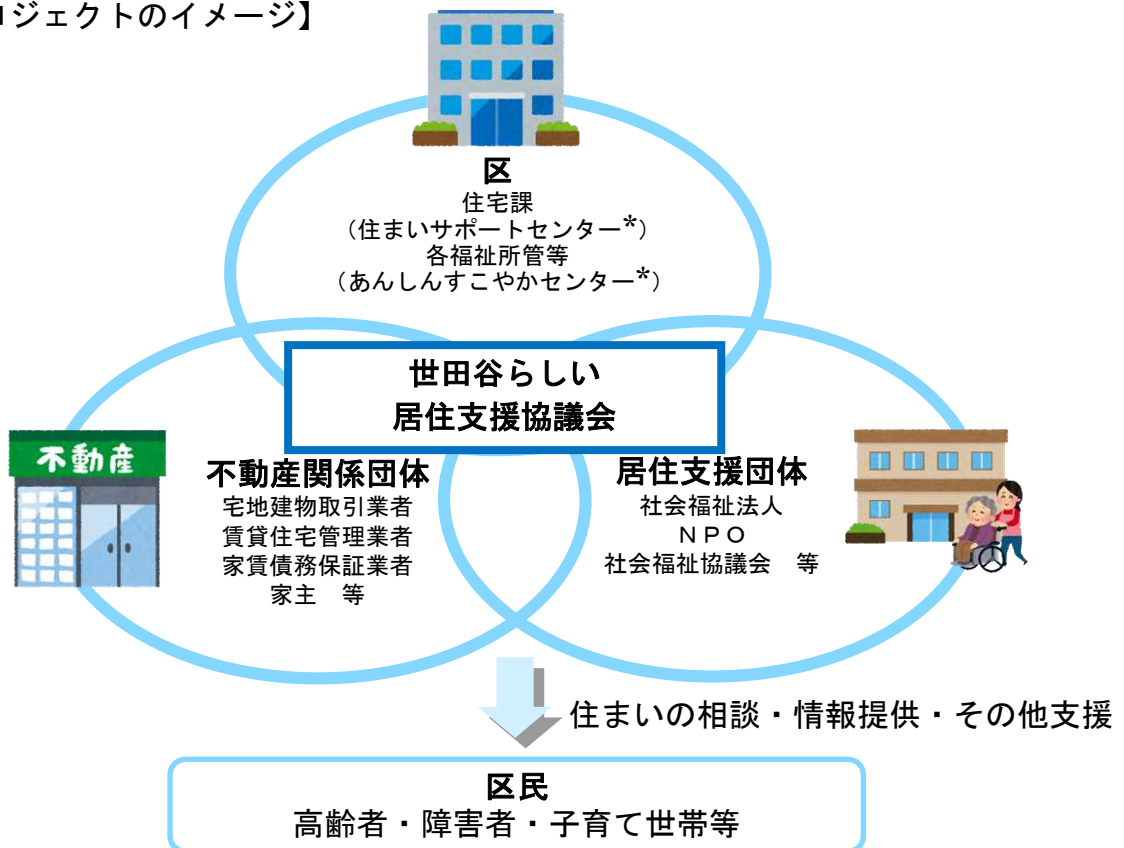 ロジェクトのイメージ】
区
住宅課
（住まいサポートセンター*）
各福祉所管等
（あんしんすこやかセンター*）
世田谷らしい
居住支援協議会
不動産
不動産関係団体
宅地建物取引業者
賃貸住宅管理業者
家賃債務保証業者
家主　等
居住支援団体
社会福祉法人
ＮＰＯ
社会福祉協議会　等
住まいの相談・情報提供・その他支援
区民
高齢者・障害者・子育て世帯等